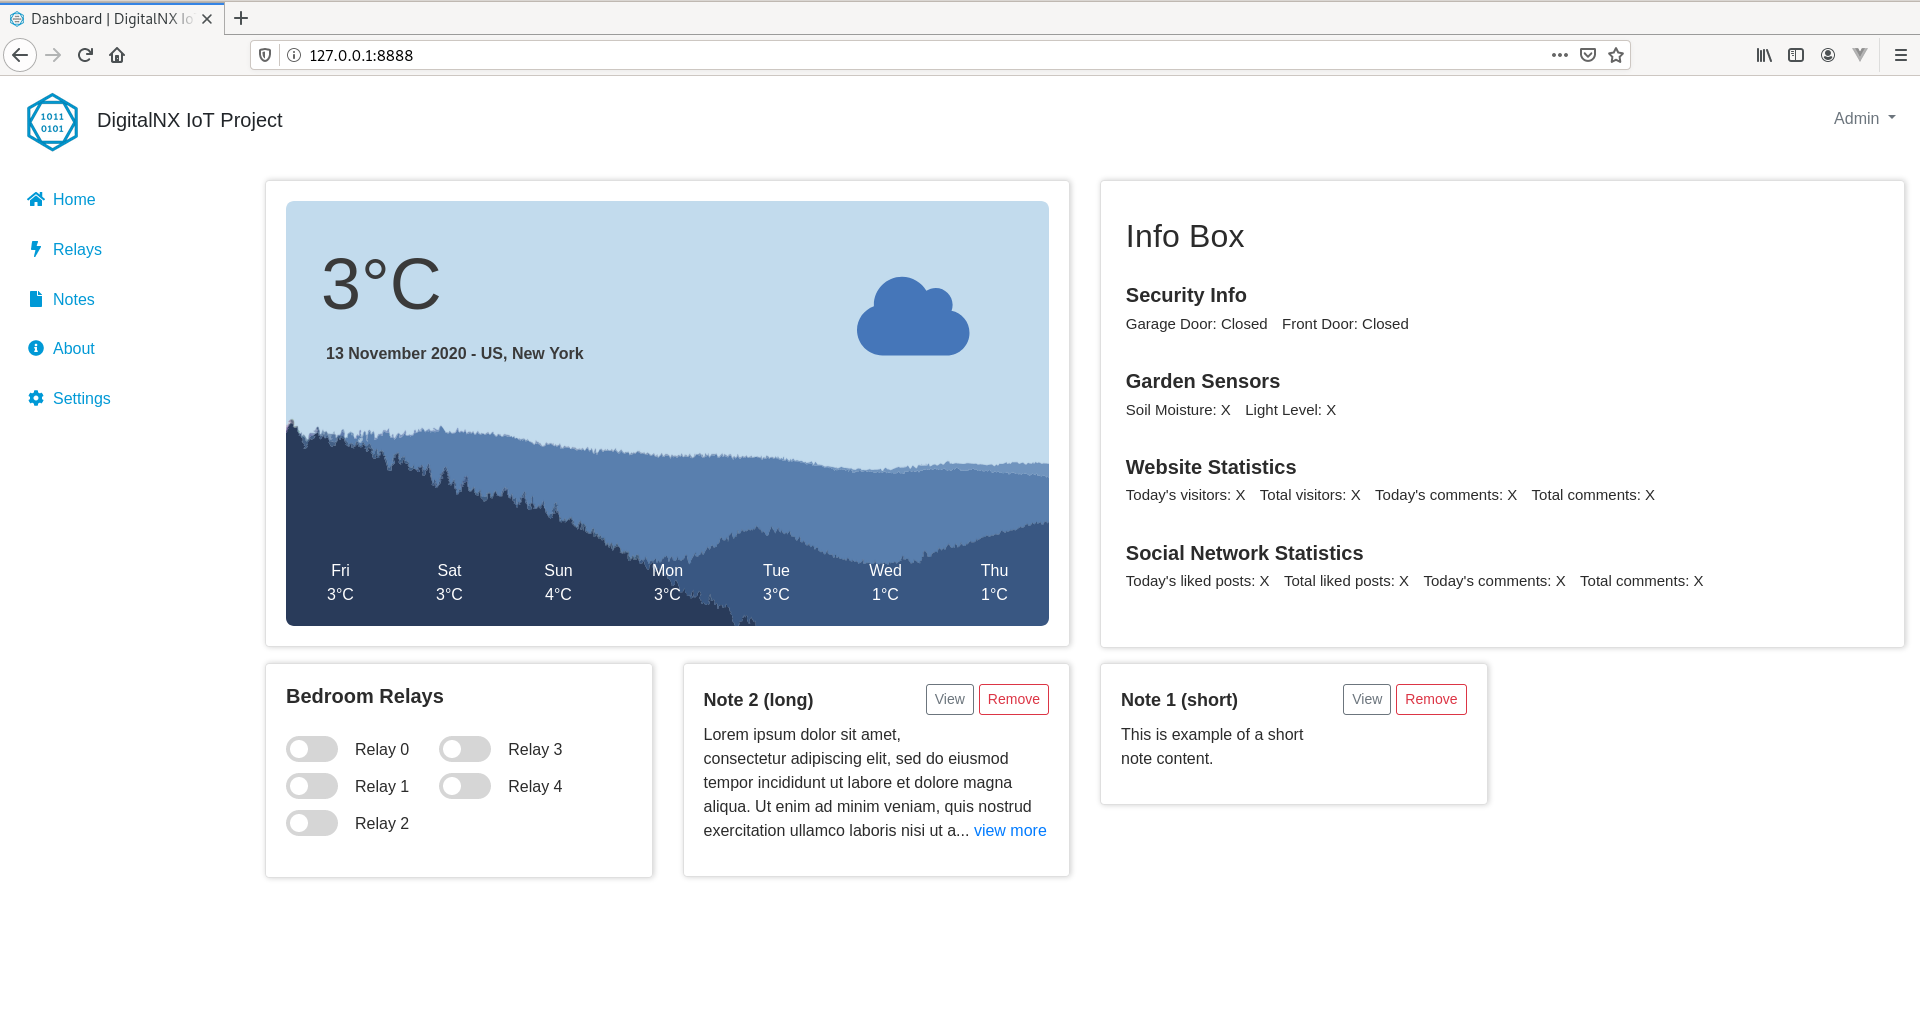 Dashboard | DigitalNX Io
127.0.0.1:8888
1011
0101
DigitalNX IoT Project
Admin
Home
Relays
Notes
About
Settings
3°C
13 November 2020 - US, New York
Fri Sat Sun Mon Tue Wed Thu
3°C 3°C 4°C 3°C 3°C 1°C 1°C
Info Box
Security Info
Garage Door: Closed Front Door: Closed
Garden Sensors
Soil Moisture: X Light Level: X
Website Statistics
Today's visitors: X Total visitors: X Today's comments: X Total comments: X
Social Network Statistics
Today's liked posts: X Total liked posts: X Today's comments: X Total comments: X
Bedroom Relays
Relay 0 Relay 3
Relay 1 Relay 4
Relay 2
Note 2 (long) View Remove
Lorem ipsum dolor sit amet,
consectetur adipiscing elit, sed do eiusmod
tempor incididunt ut labore et dolore magna
aliqua. Ut enim ad minim veniam, quis nostrud
exercitation ullamco laboris nisi ut a... view more
Note 1 (short) View Remove
This is example of a short
note content.